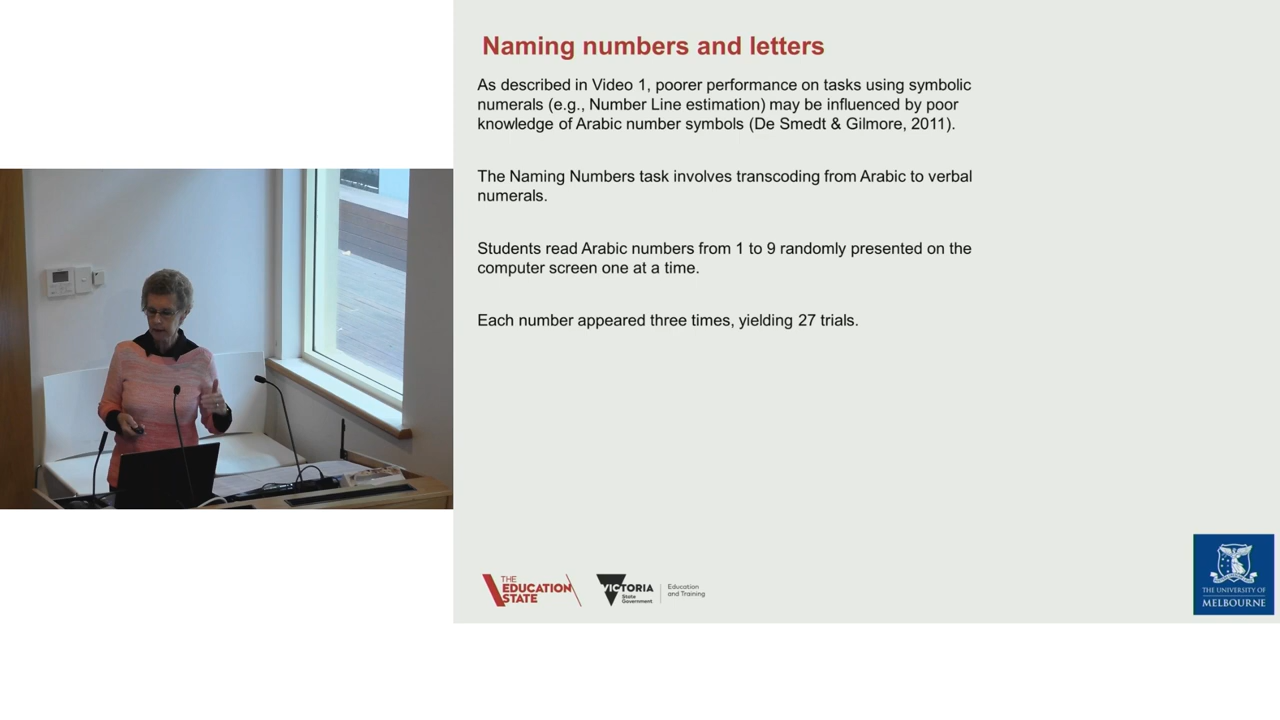 Naming numbers and letters
As described in Video 1, poorer performance on tasks using symbolic
numerals (e.g., Number Line estimation) may be influenced by poor
knowledge of Arabic number symbols (De Smedt & Gilmore, 2011).
The Naming Numbers task involves transcoding from Arabic to verbal
numerals.
Students read Arabic numbers from 1 to 9 randomly presented on the
computer screen one at a time.
Each number appeared three times, yielding 27 trials.
THE
EDUCATION
STATE
VICTORIA
State
Government
Education
and Training
THE UNIVERSITY OF
MELBOURNE